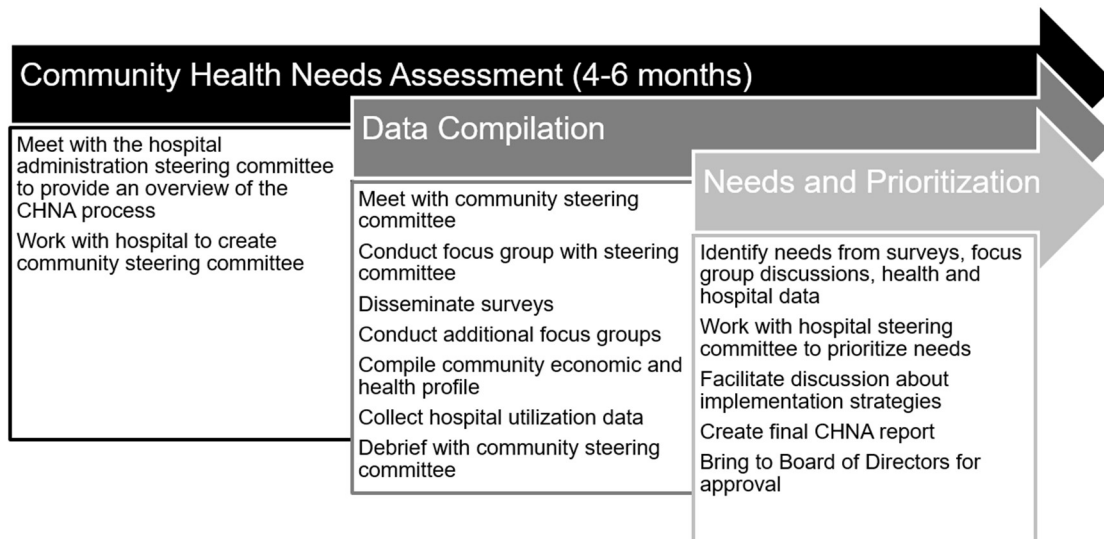 Community Health Needs Assessment (4-6 months)
Meet with the hospital
administration steering committee
to provide an overview of the
CHNA process
Work with hospital to create
community steering committee
Data Compilation
Meet with community steering
committee
Conduct focus group with steering
committee
Disseminate surveys
Conduct additional focus groups
Compile community economic and
health profile
Collect hospital utilization data
Debrief with community steering
committee
Needs and Prioritization
Identify needs from surveys, focus
group discussions, health and
hospital data
Work with hospital steering
committee to prioritize needs
Facilitate discussion about
implementation strategies
Create final CHNA report
Bring to Board of Directors for
approval